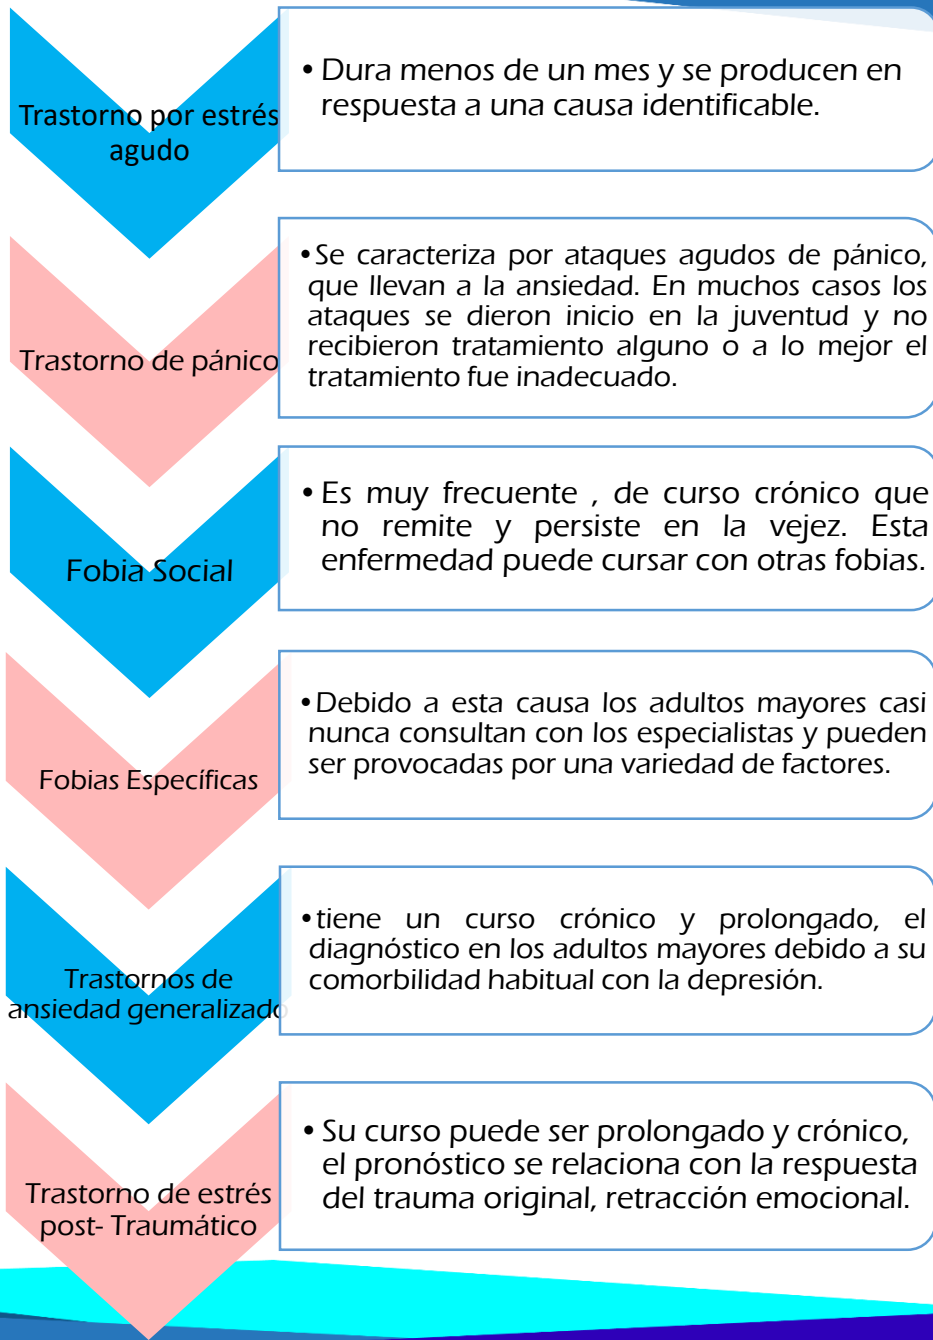 Trastorno por estrés
agudo
• Dura menos de un mes y se producen en
respuesta a una causa identificable.
Trastorno de pánico
•Se caracteriza por ataques agudos de pánico,
que llevan a la ansiedad. En muchos casos los
ataques se dieron inicio en la juventud y no
recibieron tratamiento alguno o a lo mejor el
tratamiento fue inadecuado.
Fobia Social
• Es muy frecuente , de curso crónico que
no remite y persiste en la vejez. Esta
enfermedad puede cursar con otras fobias.
Fobias Específicas
•Debido a esta causa los adultos mayores casi
nunca consultan con los especialistas y pueden
ser provocadas por una variedad de factores.
Trastornos de
ansiedad generalizado
•tiene un curso crónico y prolongado, el
diagnóstico en los adultos mayores debido a su
comorbilidad habitual con la depresión.
Trastorno de estrés
post- Traumático
• Su curso puede ser prolongado y crónico,
el pronóstico se relaciona con la respuesta
del trauma original, retracción emocional.